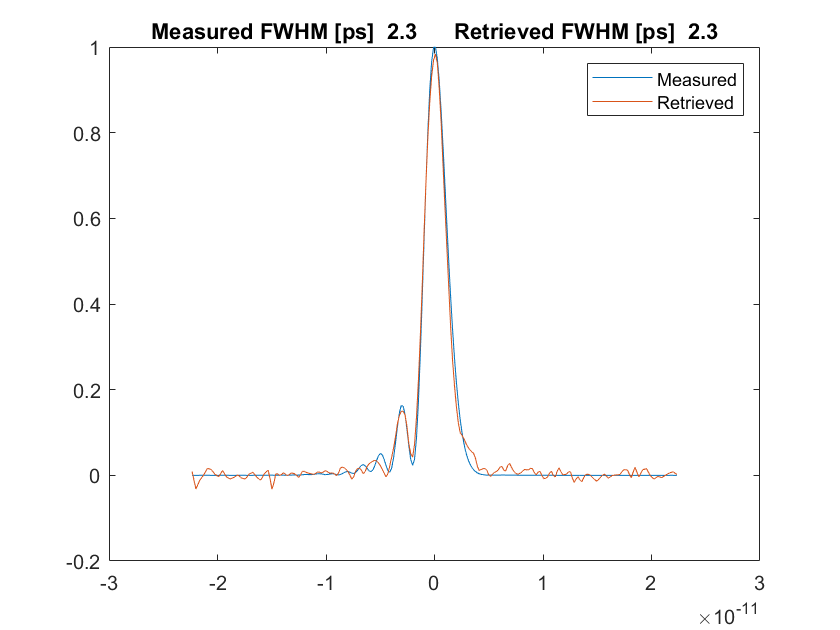 Measured FWHM [ps]  2.3      Retrieved FWHM [ps]  2.3
Measured
Retrieved
1
0.8
0.6
0.4
0.2
0
-0.2
-3 -2 -1 0 1 2 3
×10-11